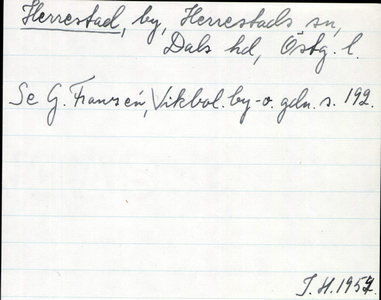 Herrestad, by, Herrestads sn,
Dals hd, Östg. l.
Se G. Franzén, Vikbol. by- o. gdn. s. 192.
J. H. 1957.